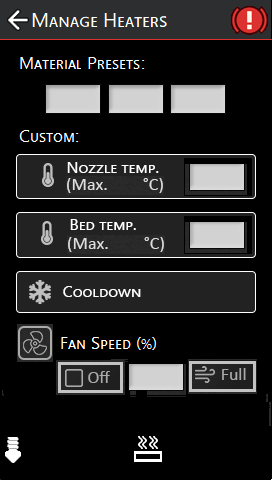 Manage Heaters
Material Presets:
Custom:
Nozzle temp.
(Max. °C)
Bed temp.
(Max. °C)
Cooldown
Fan Speed (%)
Off
Full